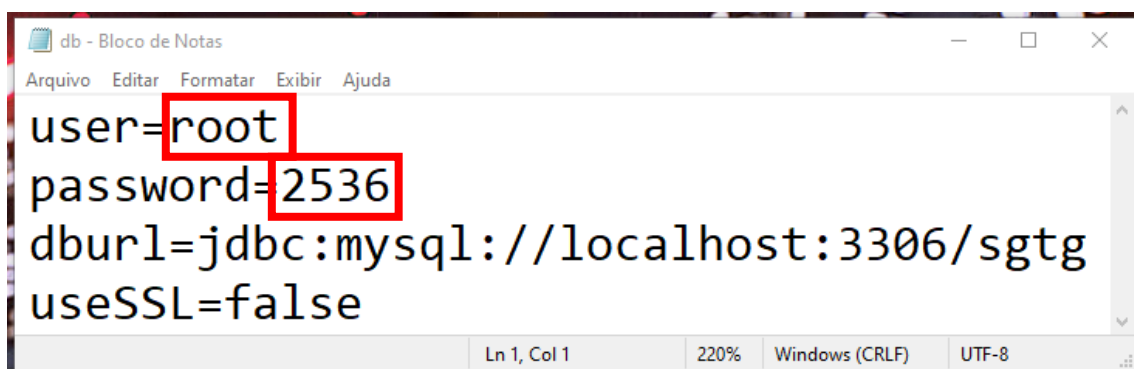 db - Bloco de Notas
Arquivo Editar Formatar Exibir Ajuda
user=root
password=2536
dburl=jdbc:mysql://localhost:3306/sgtg
useSSL=false
Ln 1, Col 1 220% Windows (CRLF) UTF-8